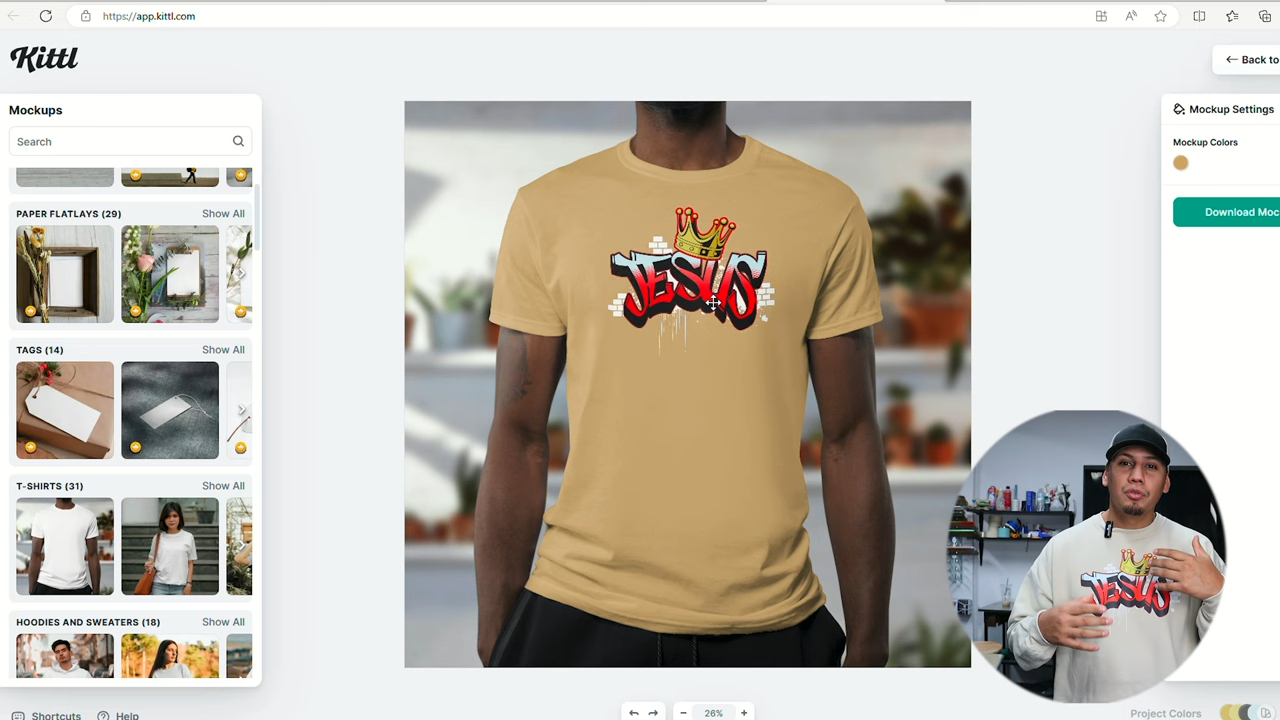 https://app.kittl.com
Kittl
Back to
Mockups
Search
PAPER FLATLAYS (29)
Show All
TAGS (14)
Show All
T-SHIRTS (31)
Show All
HOODIES AND SWEATERS (18)
Show All
Shortcuts
Help
JESUS
26%
Mockup Settings
Mockup Colors
Download Moc
JESUS
Project Colors